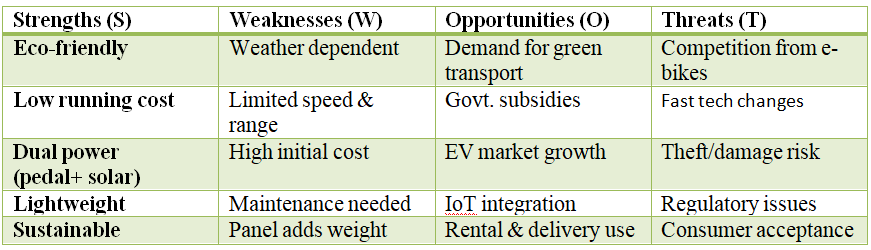 Strengths (S) Weaknesses (W) Opportunities (O) Threats (T)
Eco-friendly Weather dependent Demand for green transport Competition from e-bikes
Low running cost Limited speed & range Govt. subsidies Fast tech changes
Dual power (pedal+ solar) High initial cost EV market growth Theft/damage risk
Lightweight Maintenance needed IoT integration Regulatory issues
Sustainable Panel adds weight Rental & delivery use Consumer acceptance